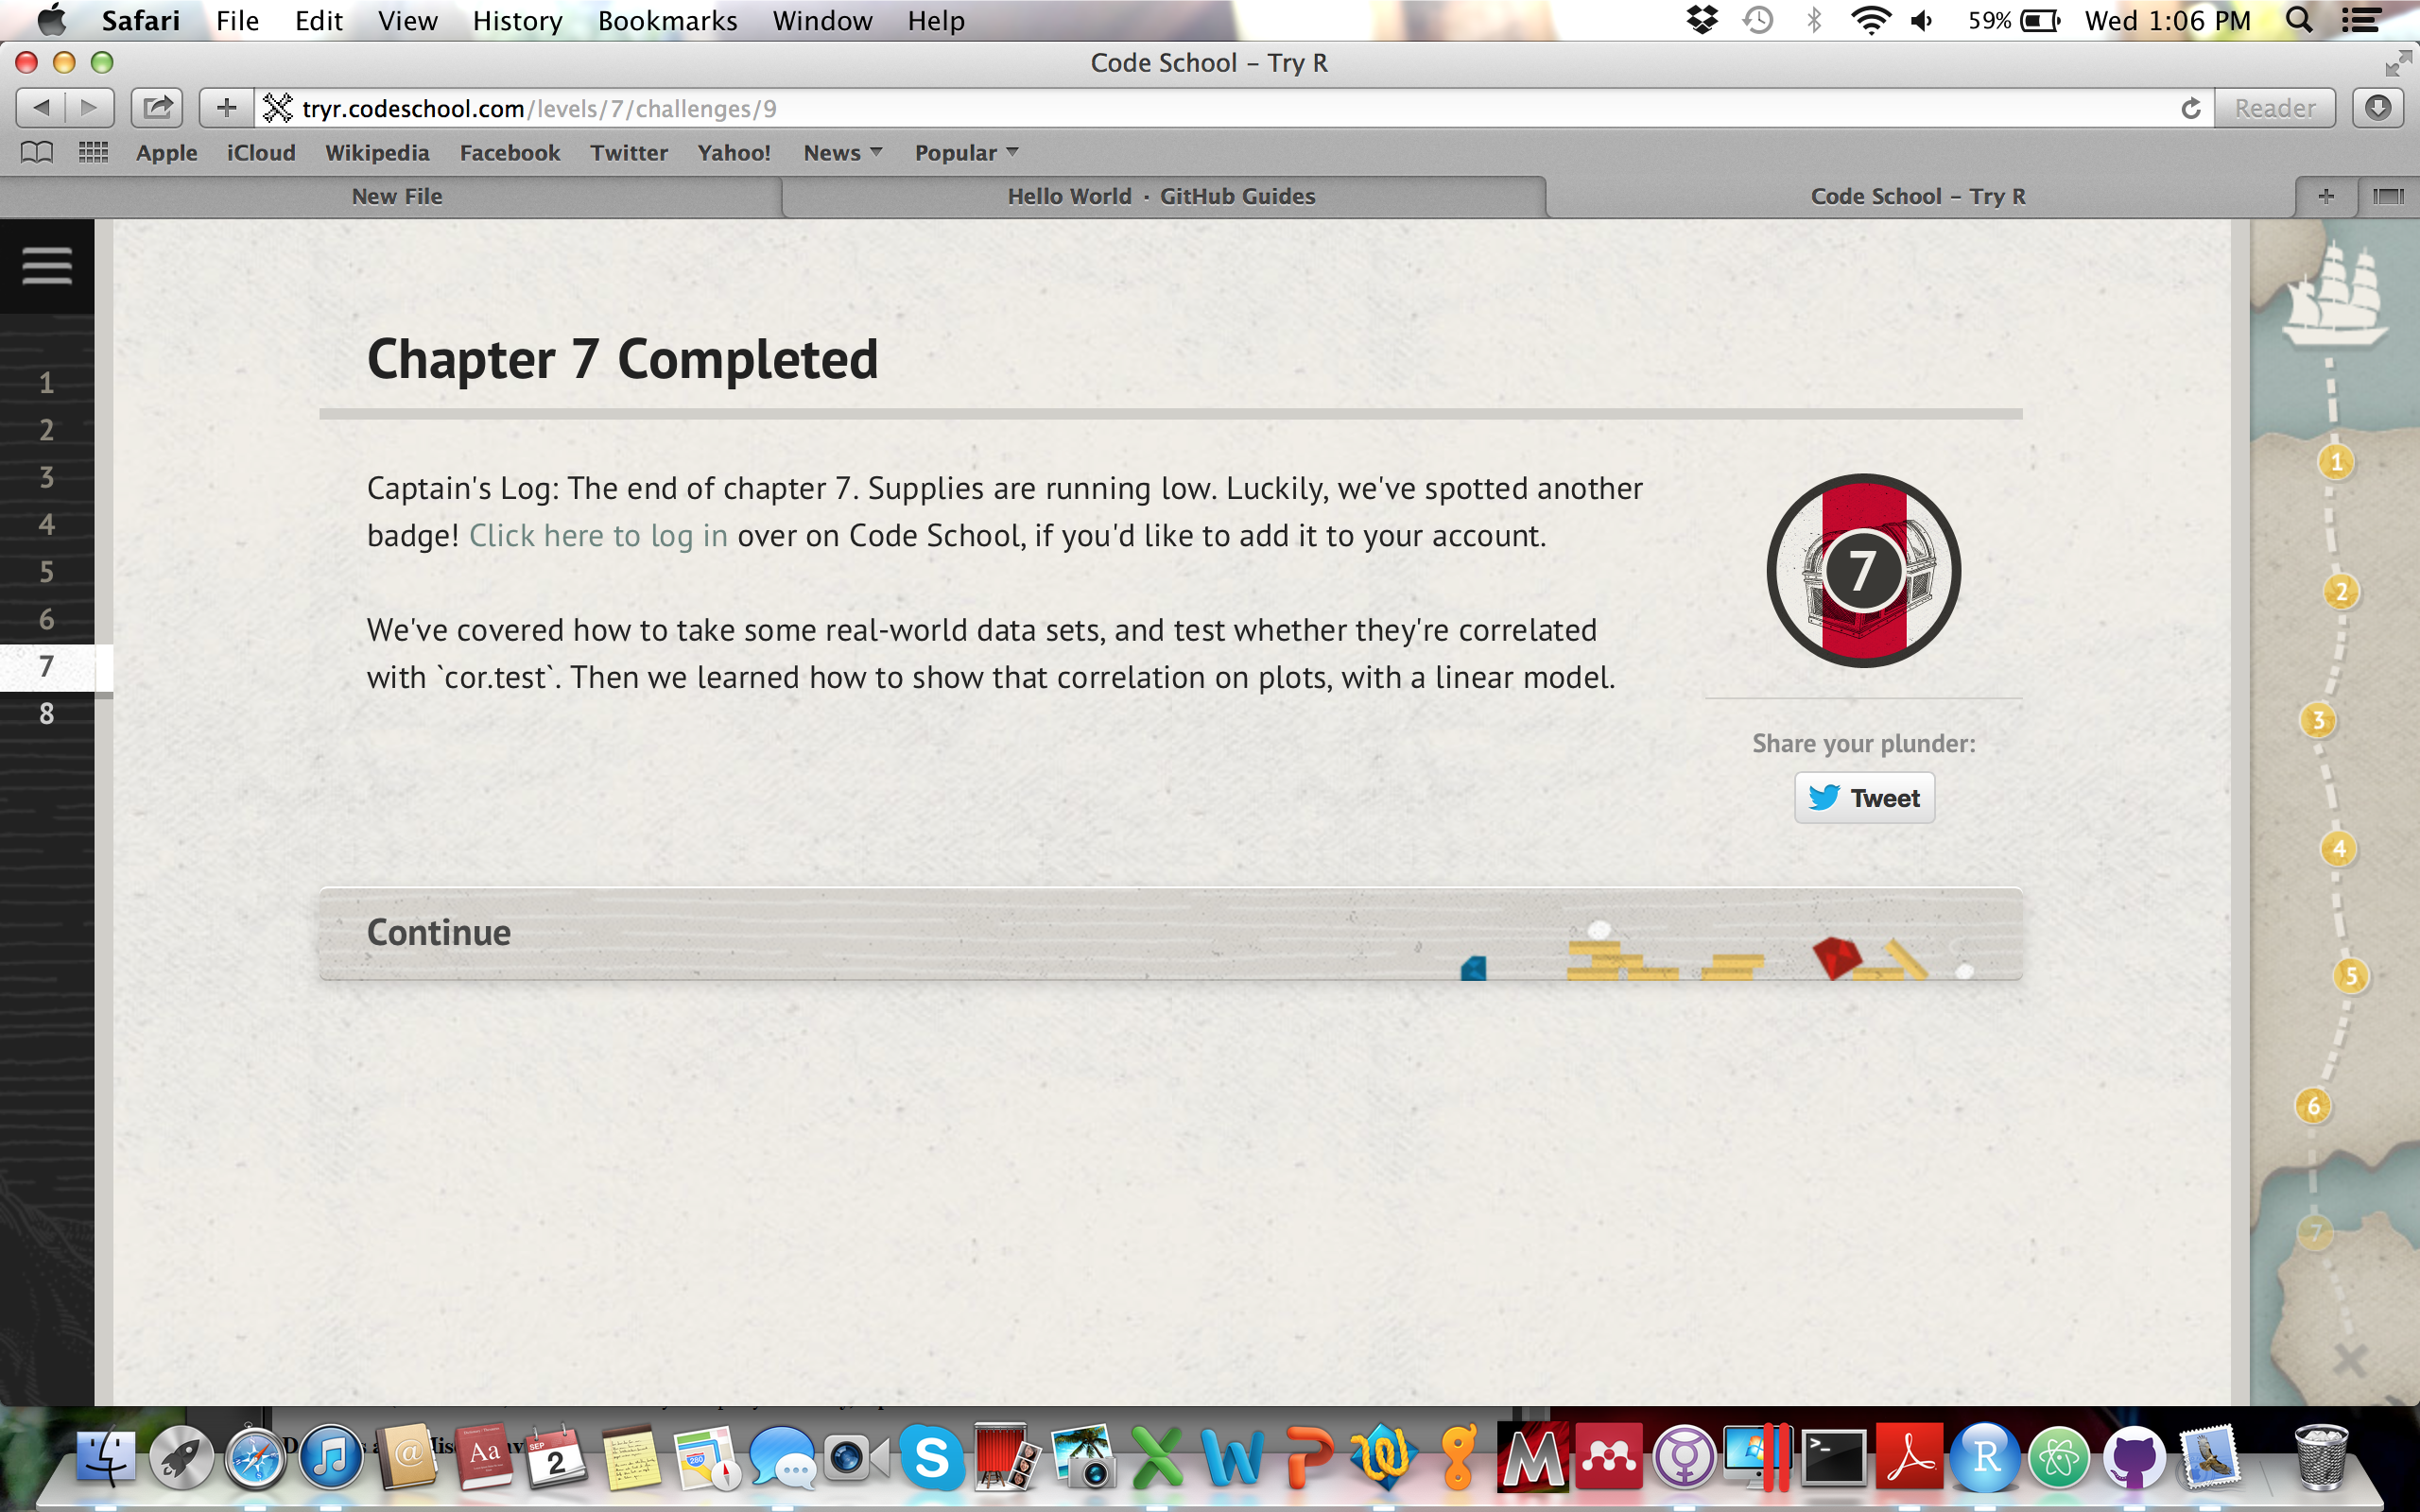 Safari File Edit View History Bookmarks Window Help 59% Wed 1:06 PM
Code School – Try R
tryr.codeschool.com/levels/7/challenges/9 Reader
Apple iCloud Wikipedia Facebook Twitter Yahoo! News Popular
New File Hello World · GitHub Guides Code School – Try R
1
2
3
4
5
6
7
8
Chapter 7 Completed
Captain's Log: The end of chapter 7. Supplies are running low. Luckily, we've spotted another
badge! Click here to log in over on Code School, if you'd like to add it to your account.
We've covered how to take some real-world data sets, and test whether they're correlated
with `cor.test`. Then we learned how to show that correlation on plots, with a linear model.
7
Share your plunder:
Tweet
Continue
1
2
3
4
5
6
7
Aa
SEP
2
280
S
X
W
P
g
M
>_
R